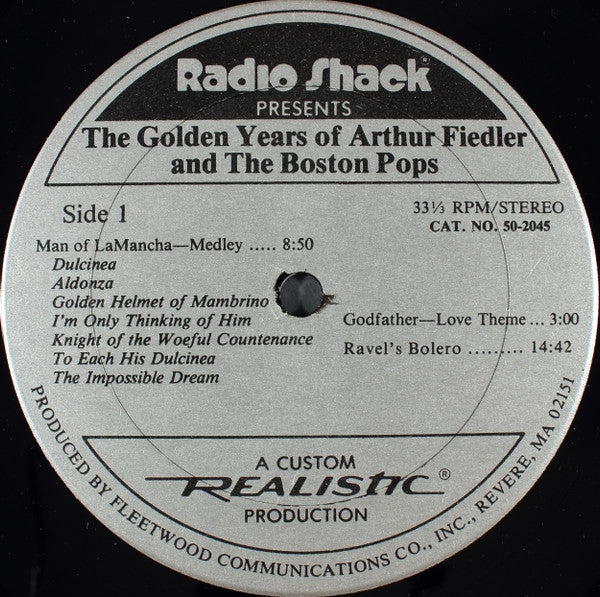 Radio Shack®
PRESENTS
The Golden Years of Arthur Fiedler
and The Boston Pops
Side 1
33⅓ RPM/STEREO
CAT. NO. 50-2045
Man of LaMancha—Medley ..... 8:50
Dulcinea
Aldonza
Golden Helmet of Mambrino
I'm Only Thinking of Him
Knight of the Woeful Countenance
To Each His Dulcinea
The Impossible Dream
Godfather—Love Theme ... 3:00
Ravel's Bolero ......... 14:42
A CUSTOM
REALISTIC®
PRODUCTION
PRODUCED BY FLEETWOOD COMMUNICATIONS CO., INC., REVERE, MA 02151